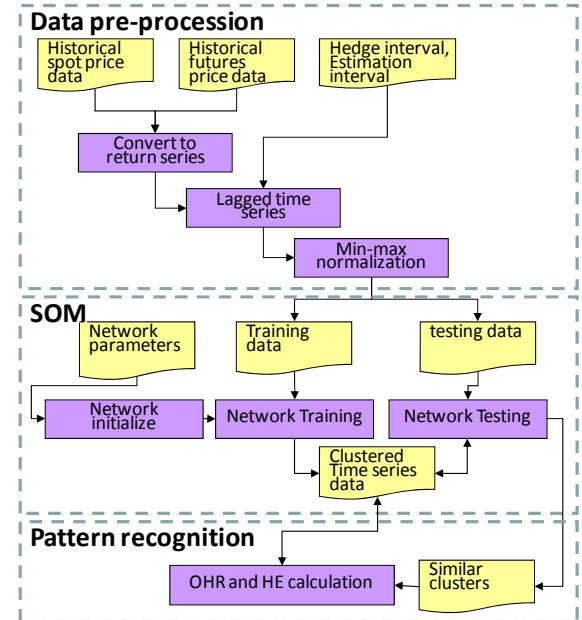 Data pre-procession
Historical
spot price
data
Historical
futures
price data
Hedge interval,
Estimation
interval
Convert to
return series
Lagged time
series
Min-max
normalization
SOM
Network
parameters
Training
data
testing data
Network
initialize
Network Training
Network Testing
Clustered
Time series
data
Pattern recognition
OHR and HE calculation
Similar
clusters